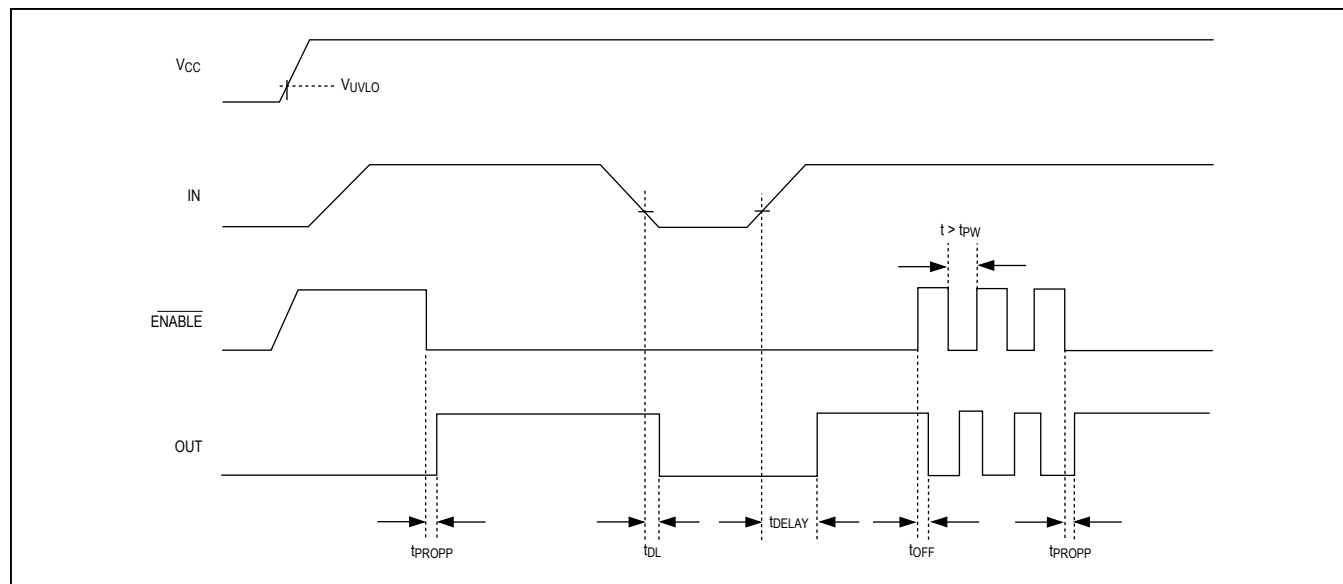 VCC
VUVLO
IN
t > tPW
ENABLE
OUT
tPROPP
tDL
tDELAY
tOFF
tPROPP